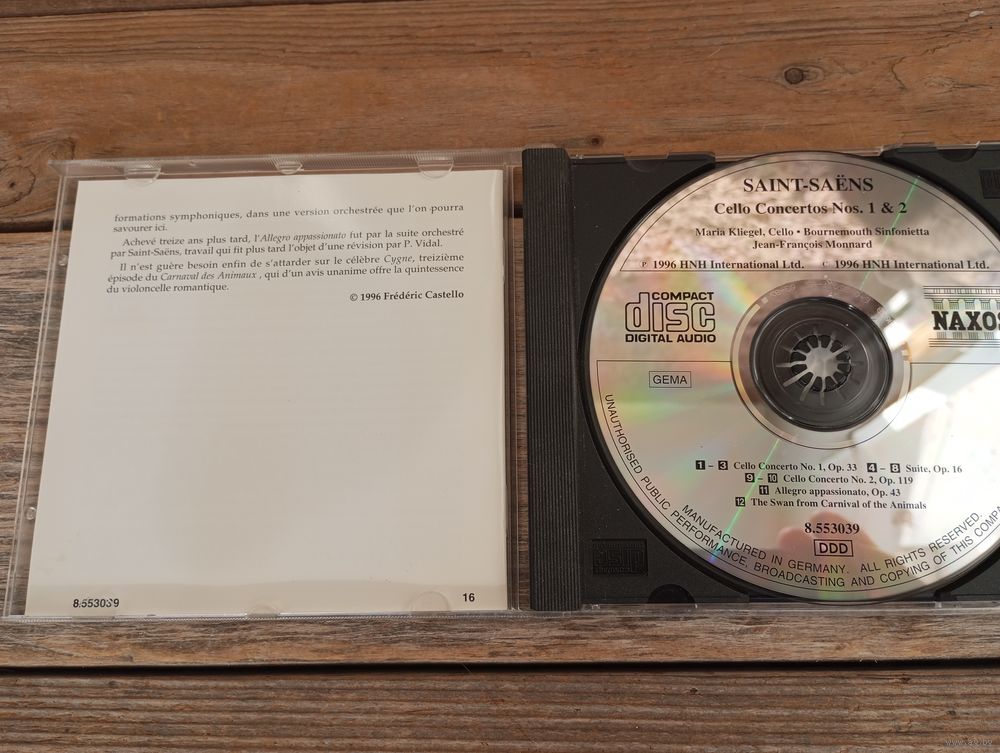 formations symphoniques, dans une version orchestrée que l'on pourra
savourer ici.
Achevé treize ans plus tard, l'Allegro appassionato fut par la suite orchestré
par Saint-Saëns, travail qui fit plus tard l'objet d'une révision par P. Vidal.
Il n'est guère besoin enfin de s'attarder sur le célèbre Cygne, treizième
épisode du Carnaval des Animaux , qui d'un avis unanime offre la quintessence
du violoncelle romantique.
© 1996 Frédéric Castello
8.553039
16
SAINT-SAËNS
Cello Concertos Nos. 1 & 2
Maria Kliegel, Cello • Bournemouth Sinfonietta
Jean-François Monnard
P 1996 HNH International Ltd. C 1996 HNH International Ltd.
COMPACT
disc
DIGITAL AUDIO
NAXOS
GEMA
1 – 3 Cello Concerto No. 1, Op. 33 4 – 8 Suite, Op. 16
9 – 10 Cello Concerto No. 2, Op. 119
11 Allegro appassionato, Op. 43
12 The Swan from Carnival of the Animals
8.553039
DDD
MANUFACTURED IN GERMANY. ALL RIGHTS RESERVED.
UNAUTHORISED PUBLIC PERFORMANCE, BROADCASTING AND COPYING OF THIS COMPA